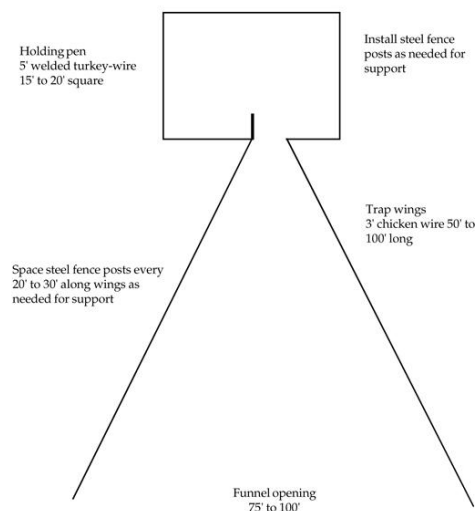 Holding pen
5' welded turkey-wire
15' to 20' square
Install steel fence
posts as needed for
support
Trap wings
3' chicken wire 50' to
100' long
Space steel fence posts every
20' to 30' along wings as
needed for support
Funnel opening
75' to 100'